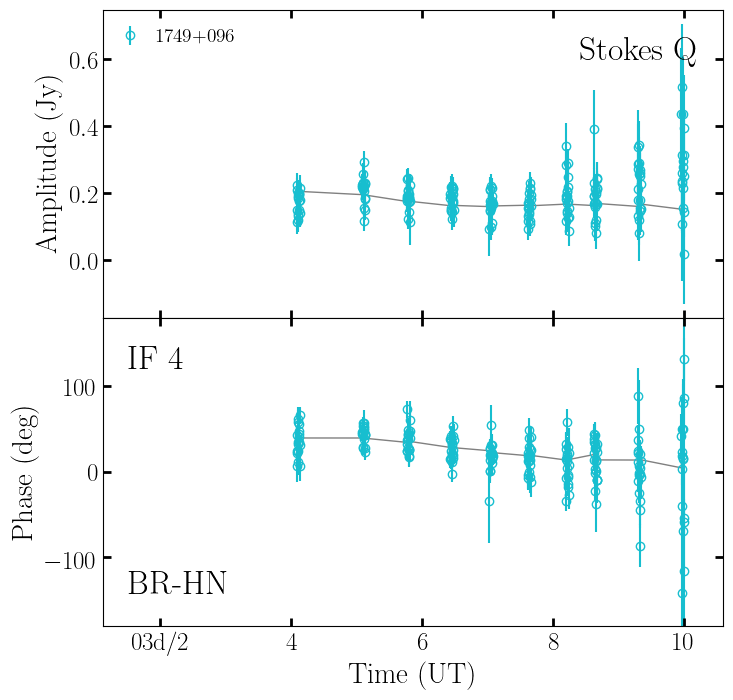 1749+096
Stokes Q
0.6
0.4
0.2
0.0
Amplitude (Jy)
IF 4
100
0
−100
Phase (deg)
BR-HN
03d/2 4 6 8 10
Time (UT)